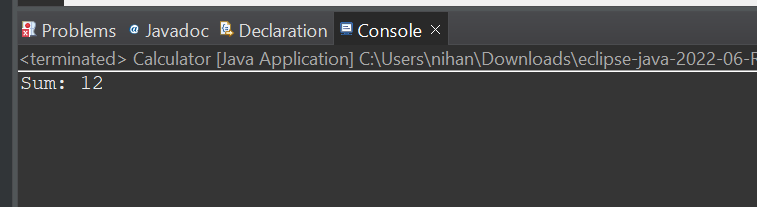 Problems @ Javadoc Declaration Console ×
<terminated> Calculator [Java Application] C:\Users\nihan\Downloads\eclipse-java-2022-06-R
Sum: 12